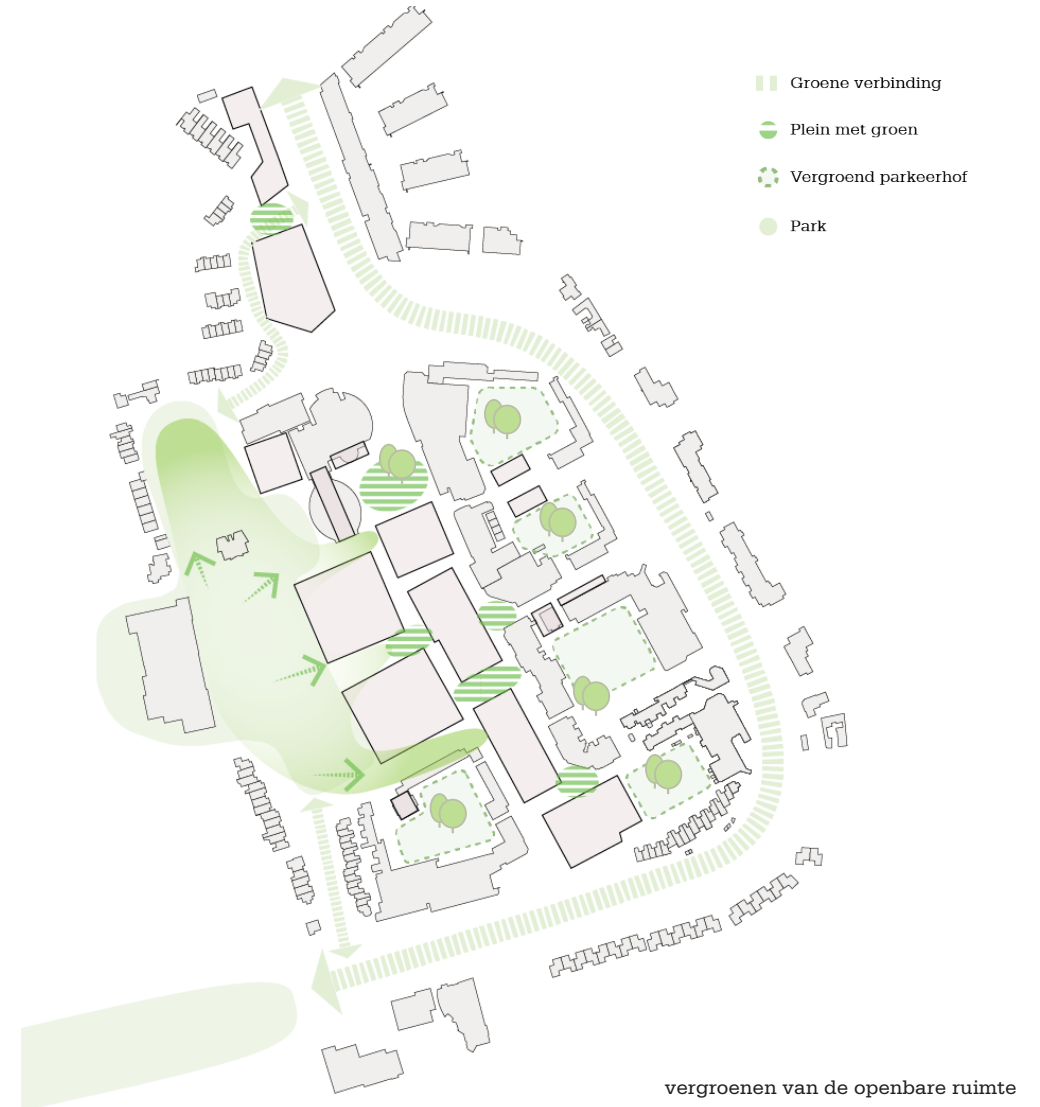 Groene verbinding
Plein met groen
Vergroend parkeerhof
Park
vergroenen van de openbare ruimte